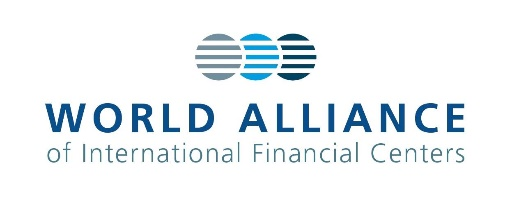 WORLD ALLIANCE
of International Financial Centers